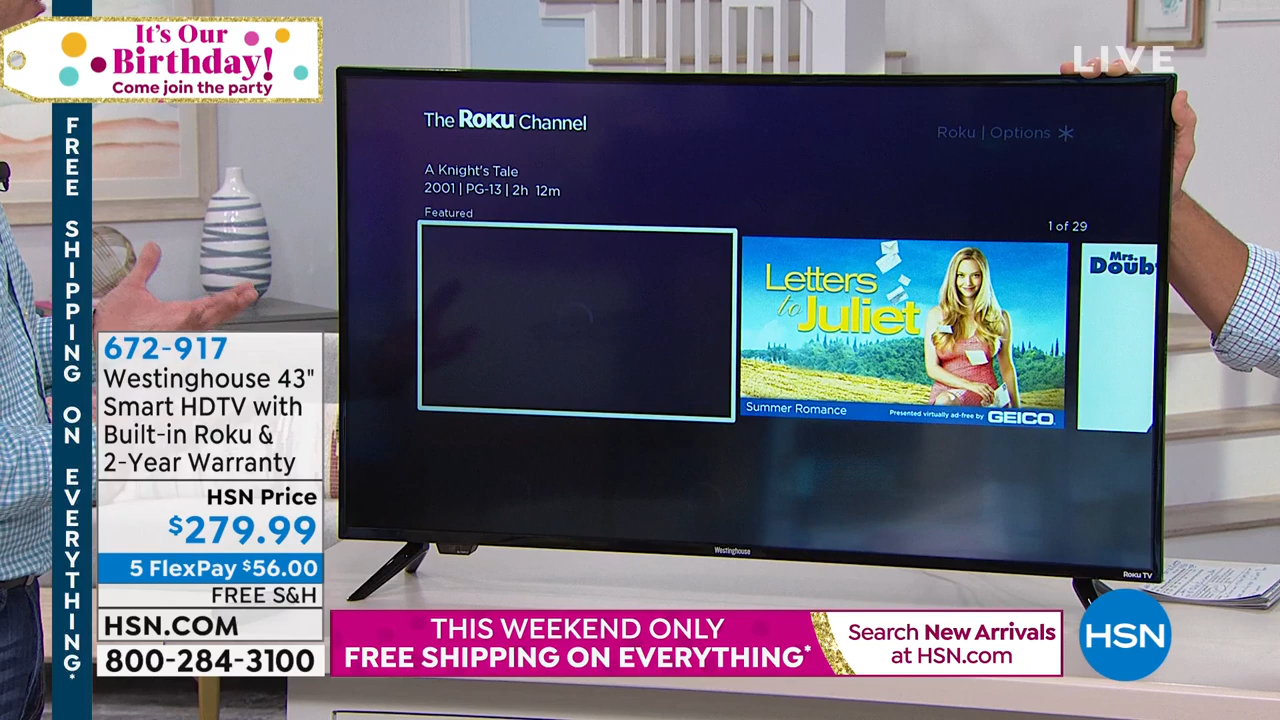 It's Our
Birthday!
Come join the party
LIVE
FREE SHIPPING ON EVERYTHING*
The Roku Channel
Roku | Options
A Knight's Tale
2001 | PG-13 | 2h 12m
Featured
1 of 29
Letters
to
Juliet
Summer Romance
Presented virtually ad-free by GEICO
Mrs.
Doub
Westinghouse
Roku TV
672-917
Westinghouse 43"
Smart HDTV with
Built-in Roku &
2-Year Warranty
HSN Price
$279.99
5 FlexPay $56.00
FREE S&H
HSN.COM
800-284-3100
THIS WEEKEND ONLY
FREE SHIPPING ON EVERYTHING*
Search New Arrivals
at HSN.com
HSN